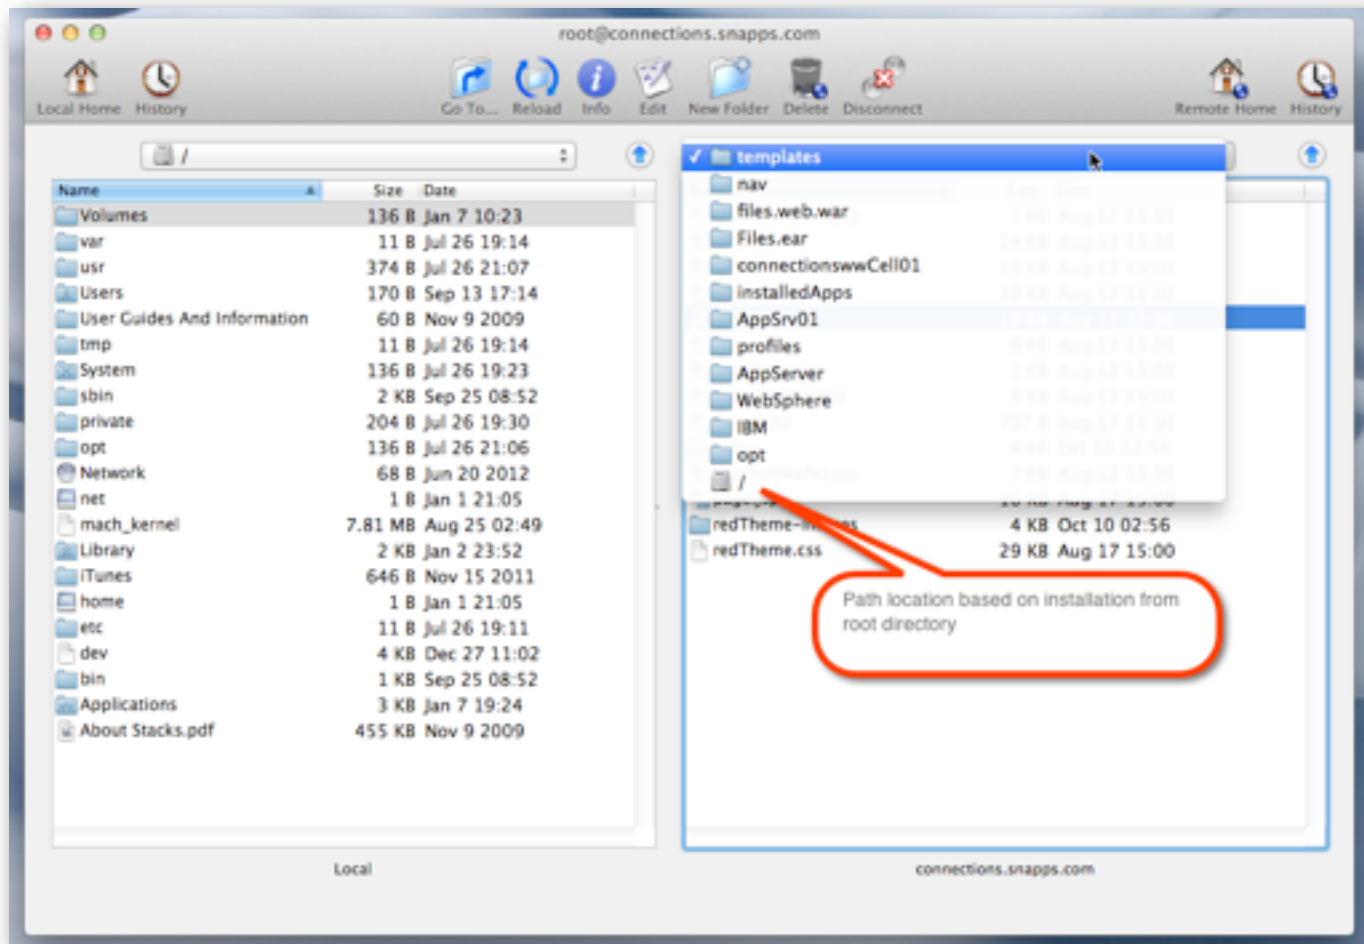 root@connections.snapps.com
Local Home History Go To... Reload Info Edit New Folder Delete Disconnect Remote Home History
/
Name Size Date
Volumes 136 B Jan 7 10:23
var 11 B Jul 26 19:14
usr 374 B Jul 26 21:07
Users 170 B Sep 13 17:14
User Guides And Information 60 B Nov 9 2009
tmp 11 B Jul 26 19:14
System 136 B Jul 26 19:23
sbin 2 KB Sep 25 08:52
private 204 B Jul 26 19:30
opt 136 B Jul 26 21:06
Network 68 B Jun 20 2012
net 1 B Jan 1 21:05
mach_kernel 7.81 MB Aug 25 02:49
Library 2 KB Jan 2 23:52
iTunes 646 B Nov 15 2011
home 1 B Jan 1 21:05
etc 11 B Jul 26 19:11
dev 4 KB Dec 27 11:02
bin 1 KB Sep 25 08:52
Applications 3 KB Jan 7 19:24
About Stacks.pdf 455 KB Nov 9 2009
Local
templates
nav
files.web.war
Files.ear
connectionswwCell01
installedApps
AppSrv01
profiles
AppServer
WebSphere
IBM
opt
/
4 KB Oct 10 02:56
redTheme.css 29 KB Aug 17 15:00
Path location based on installation from
root directory
connections.snapps.com